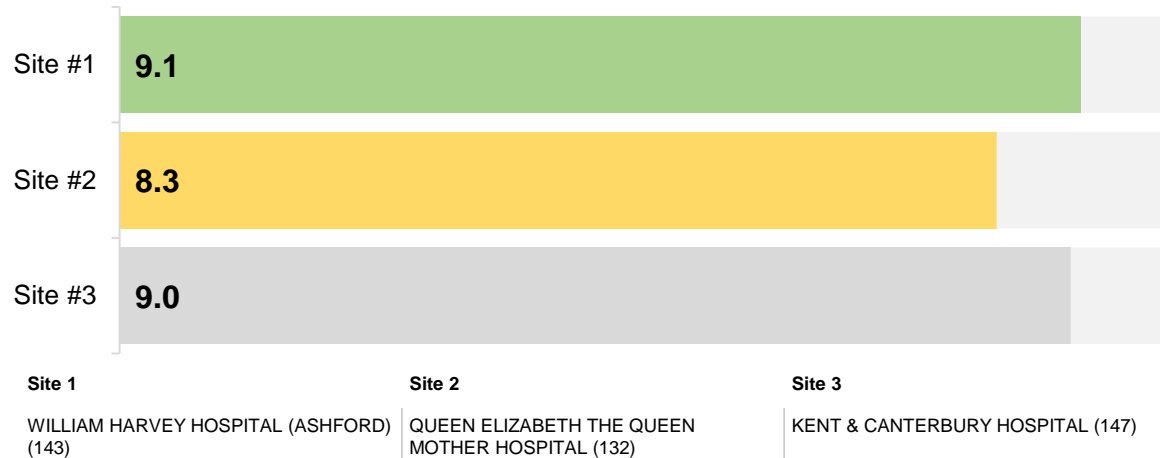 Site #1 9.1
Site #2 8.3
Site #3 9.0
Site 1 Site 2 Site 3
WILLIAM HARVEY HOSPITAL (ASHFORD)
(143)
QUEEN ELIZABETH THE QUEEN
MOTHER HOSPITAL (132)
KENT & CANTERBURY HOSPITAL (147)